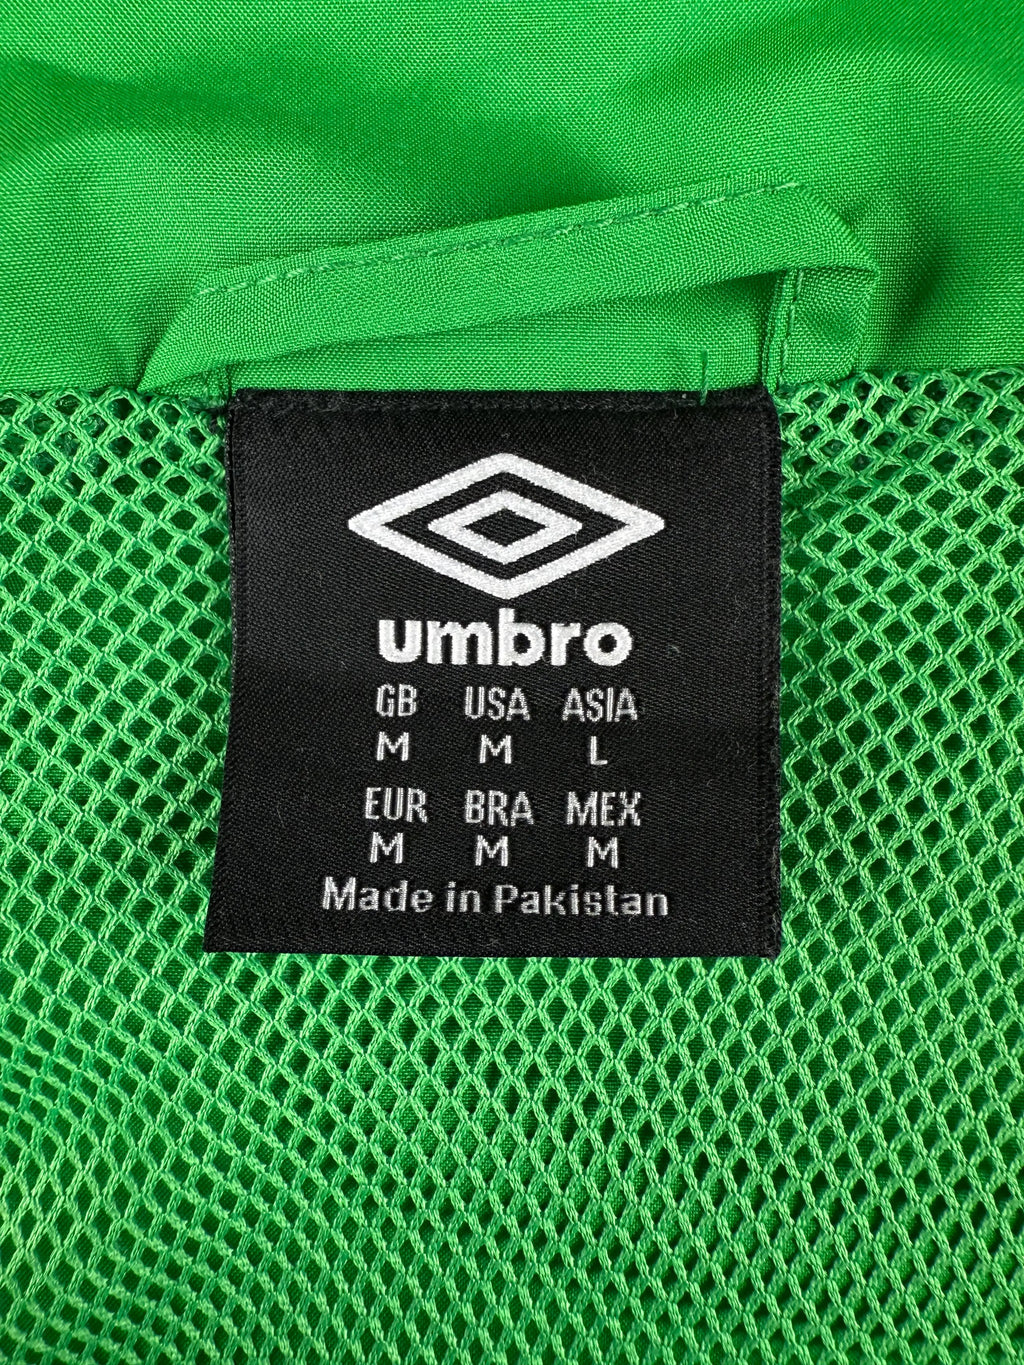 umbro
GB USA ASIA
M M L
EUR BRA MEX
M M M
Made in Pakistan